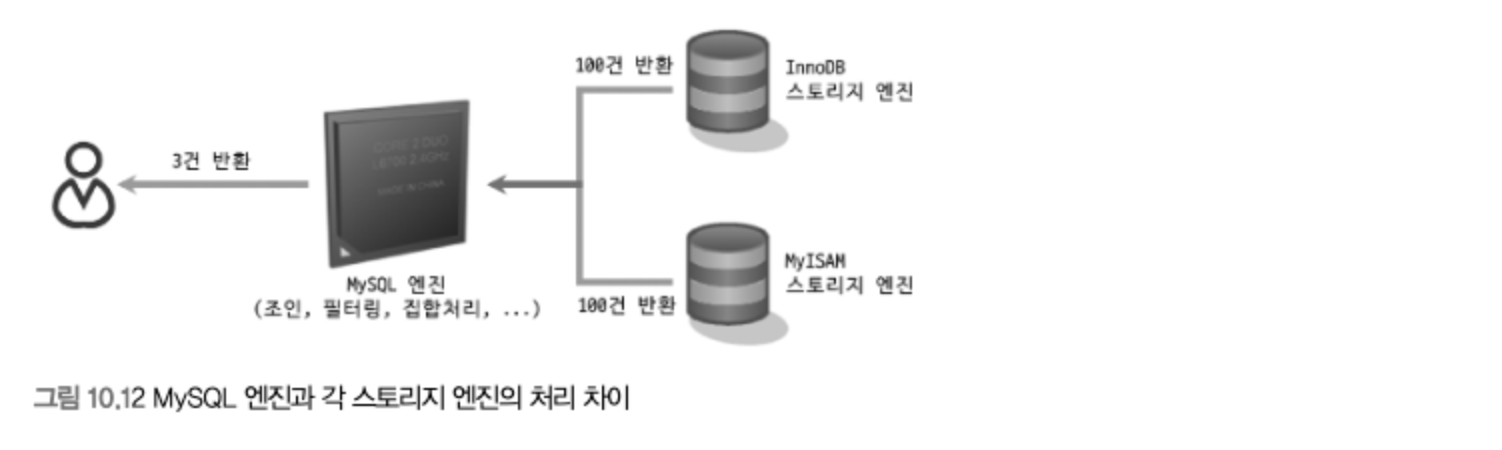 100건 반환
InnoDB
스토리지 엔진
3건 반환
CORE 2 DUO
MADE IN CHINA
MyISAM
스토리지 엔진
MySQL 엔진
(조인, 필터링, 집합처리, ...)
100건 반환
그림 10.12 MySQL 엔진과 각 스토리지 엔진의 처리 차이